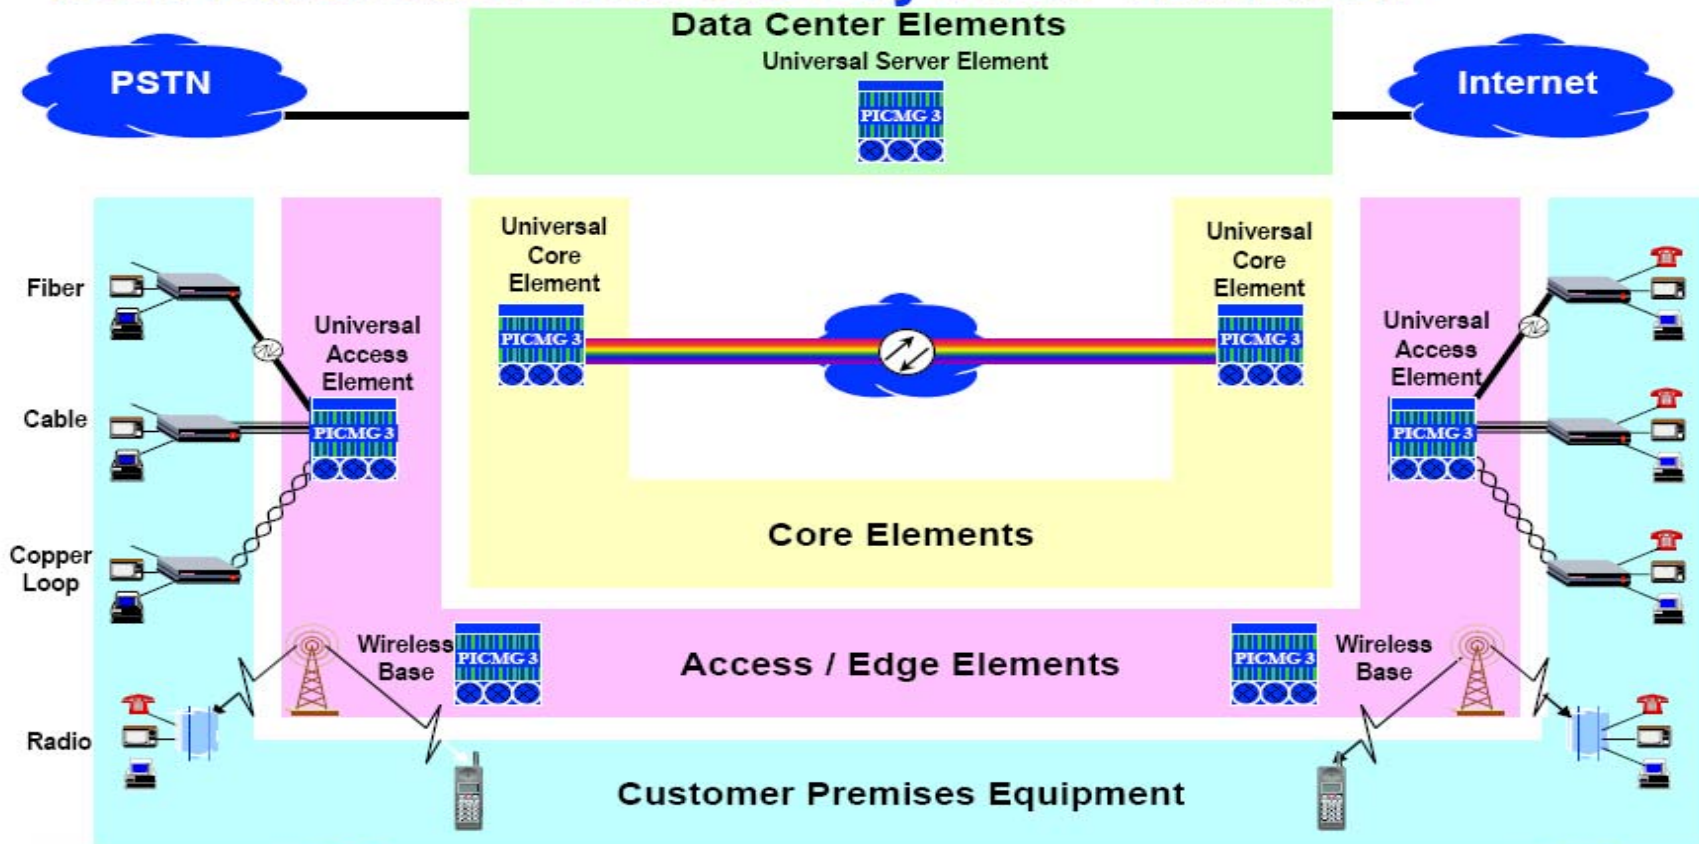 Data Center Elements
Universal Server Element
PSTN
PICMG 3
Internet
Universal
Core
Element
PICMG 3
Universal
Core
Element
PICMG 3
Fiber
Cable
Copper
Loop
Radio
Universal
Access
Element
PICMG 3
Universal
Access
Element
PICMG 3
Core Elements
Wireless
Base
PICMG 3
Access / Edge Elements
PICMG 3
Wireless
Base
Customer Premises Equipment